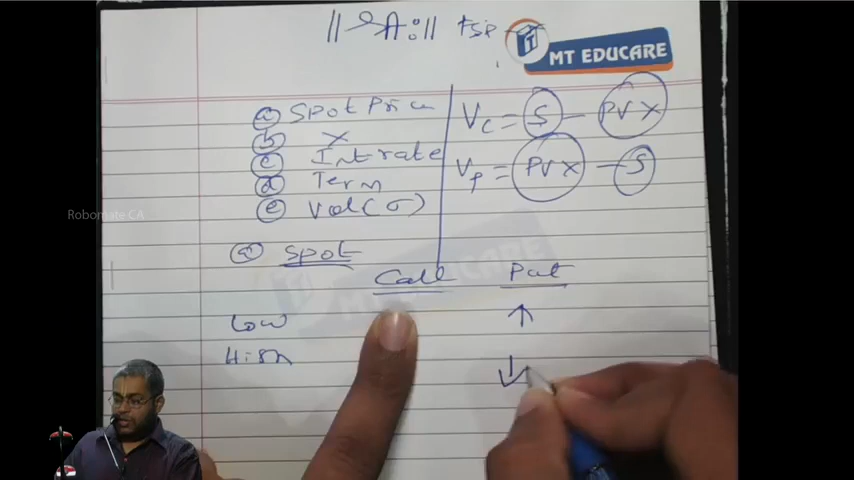 MT EDUCARE
(a) Spot Price
(b) X
(c) Int rate
(d) Term
(e) Vol(σ)
Vc = S - PV X
Vp = PV X - S
Robomate CA
(a) Spot
Call Put
Low ↑
High ↓